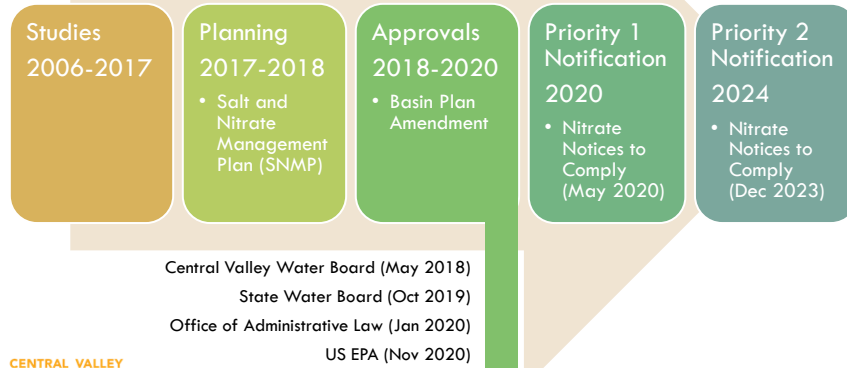 Studies
2006-2017
Planning
2017-2018
• Salt and
Nitrate
Management
Plan (SNMP)
Approvals
2018-2020
• Basin Plan
Amendment
Priority 1
Notification
2020
• Nitrate
Notices to
Comply
(May 2020)
Priority 2
Notification
2024
• Nitrate
Notices to
Comply
(Dec 2023)
Central Valley Water Board (May 2018)
State Water Board (Oct 2019)
Office of Administrative Law (Jan 2020)
US EPA (Nov 2020)
CENTRAL VALLEY